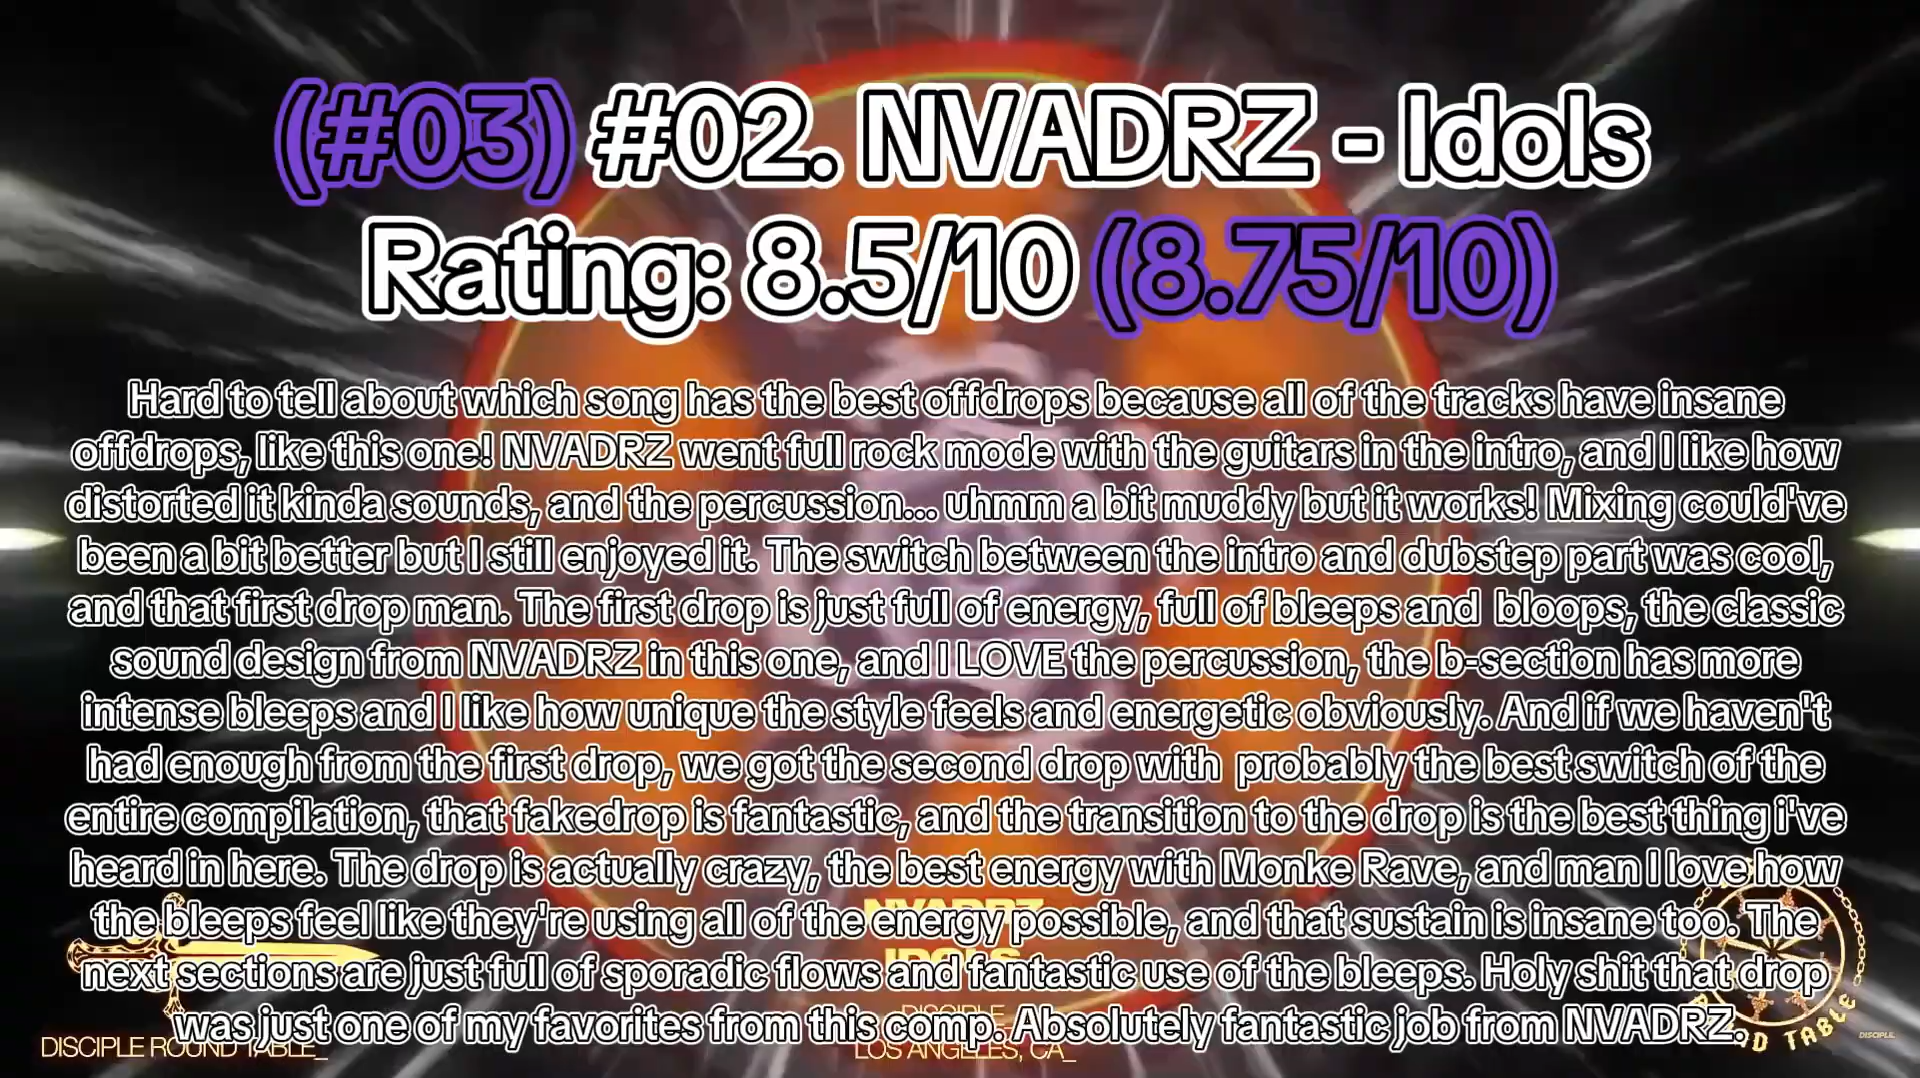 (#03) #02. NVADRZ - Idols
Rating: 8.5/10 (8.75/10)
Hard to tell about which song has the best offdrops because all of the tracks have insane
offdrops, like this one! NVADRZ went full rock mode with the guitars in the intro, and I like how
distorted it kinda sounds, and the percussion... uhmm a bit muddy but it works! Mixing could've
been a bit better but I still enjoyed it. The switch between the intro and dubstep part was cool,
and that first drop man. The first drop is just full of energy, full of bleeps and bloops, the classic
sound design from NVADRZ in this one, and I LOVE the percussion, the b-section has more
intense bleeps and I like how unique the style feels and energetic obviously. And if we haven't
had enough from the first drop, we got the second drop with probably the best switch of the
entire compilation, that fakedrop is fantastic, and the transition to the drop is the best thing i've
heard in here. The drop is actually crazy, the best energy with Monke Rave, and man I love how
the bleeps feel like they're using all of the energy possible, and that sustain is insane too. The
next sections are just full of sporadic flows and fantastic use of the bleeps. Holy shit that drop
was just one of my favorites from this comp. Absolutely fantastic job from NVADRZ.
NVADRZ
IDOLS
DISCIPLE
DISCIPLE ROUND TABLE_
LOS ANGELES, CA_
TABLE
DISCIPLE.